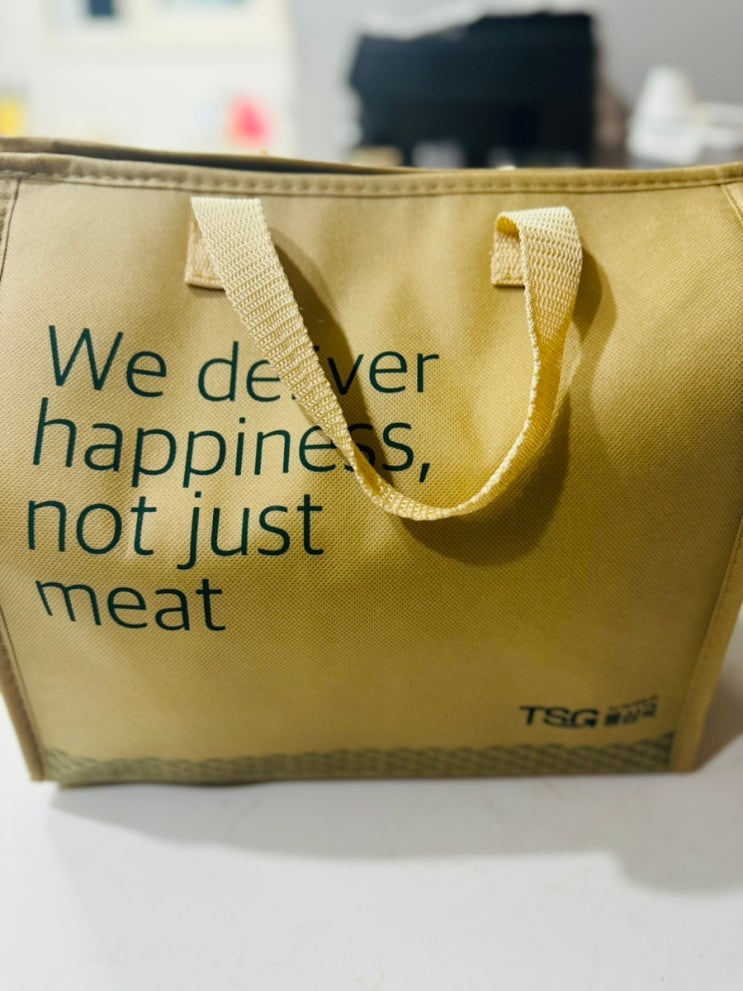 We deliver
happiness,
not just
meat
TSG